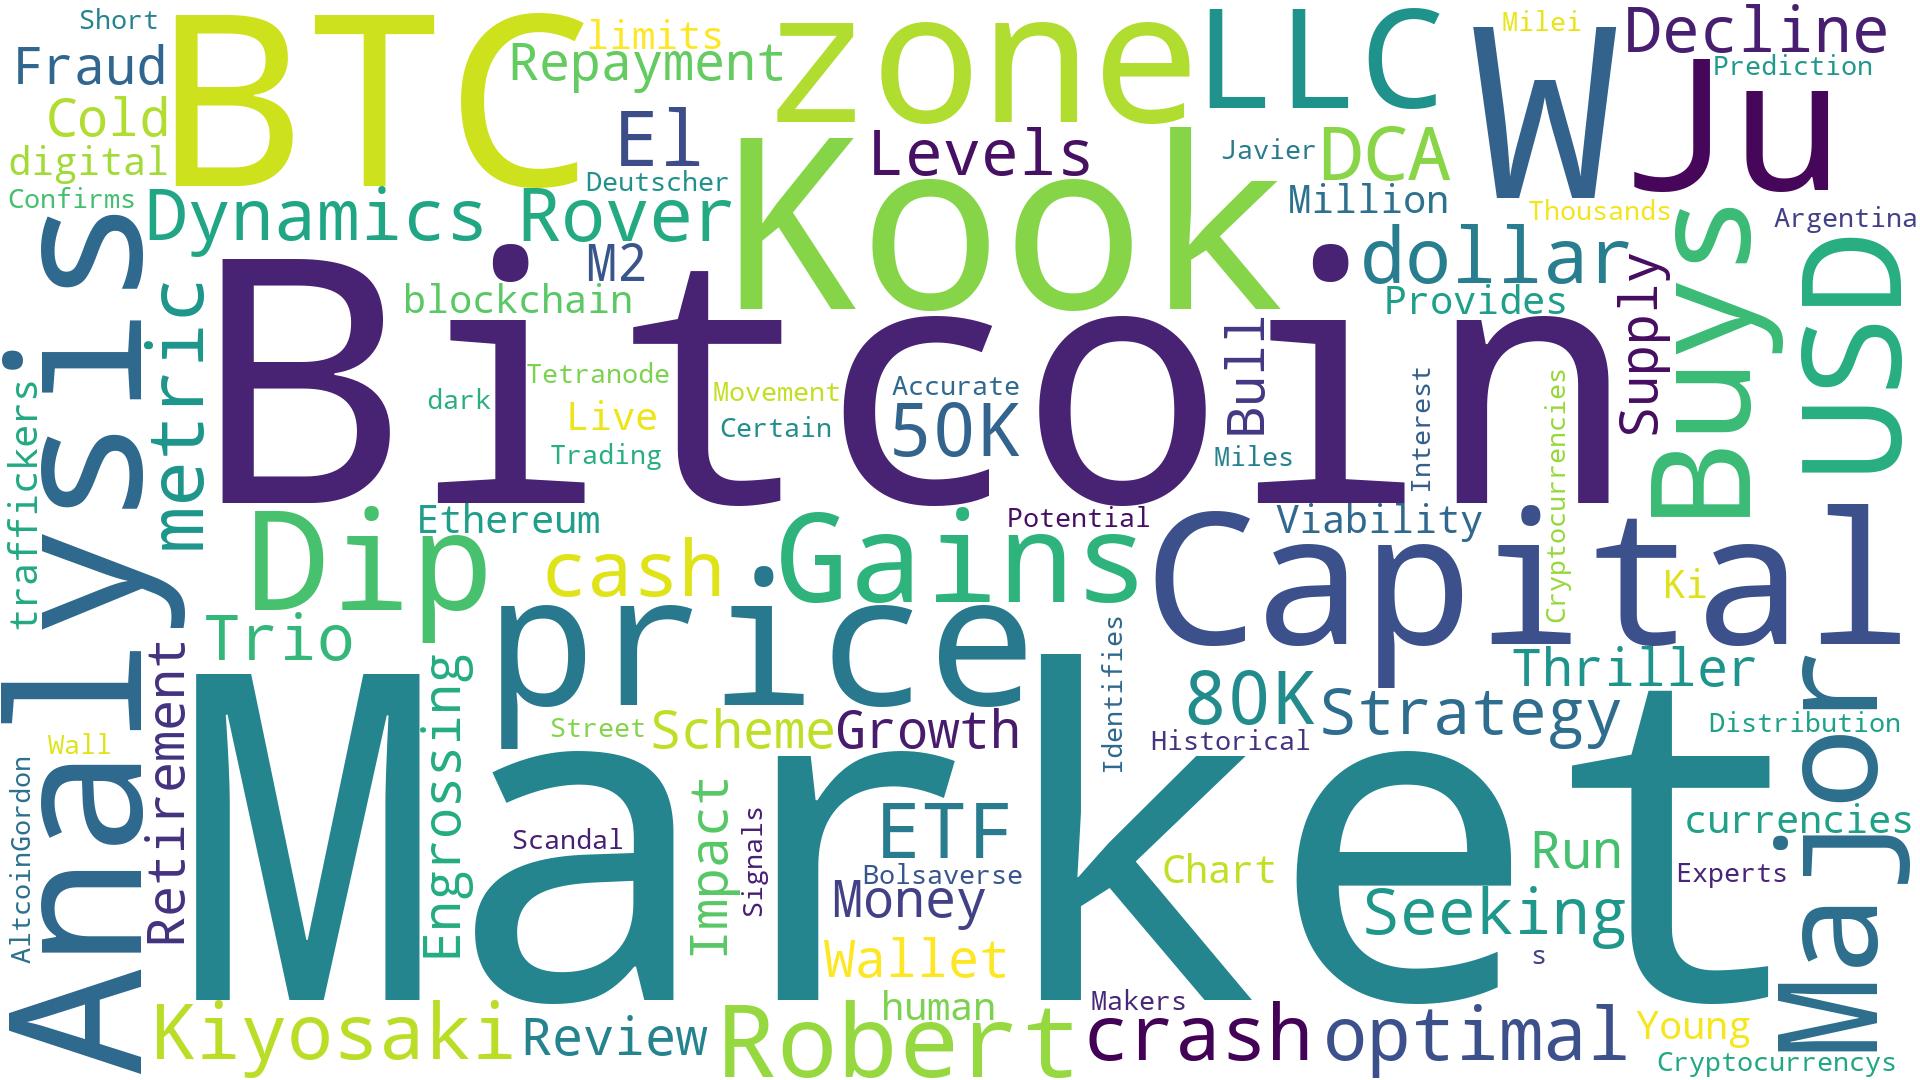 Short
BTC
limits
zone
LLC
W
Milei
Decline
Fraud
Repayment
Ju
Prediction
Cold
El
Levels
Kook
Javier
DCA
digital
Deutscher
Million
Thousands
Argentina
Confirms
Dynamics
Rover
M2
dollar
Buys
USD
Analysis
metric
blockchain
Bitcoin
Provides
Supply
traffickers
dark
Tetranode
Movement
Accurate
Bull
Interest
Cryptocurrencies
Live
Certain
50K
Trading
Miles
Dip
Ethereum
Gains
Potential
Capital
Viability
cash
price
Ki
Trio
Retirement
Engrossing
Identifies
80K
Thriller
Major
Market
Street
Scheme
Growth
Historical
Strategy
Distribution
Wall
AltcoinGordon
Scandal
Impact
Signals
ETF
Bolsaverse
Money
Chart
Run
currencies
Experts
Seeking
Wallet
s
Kiyosaki
Review
Robert
human
Makers
crash
optimal
Young
Cryptocurrencys